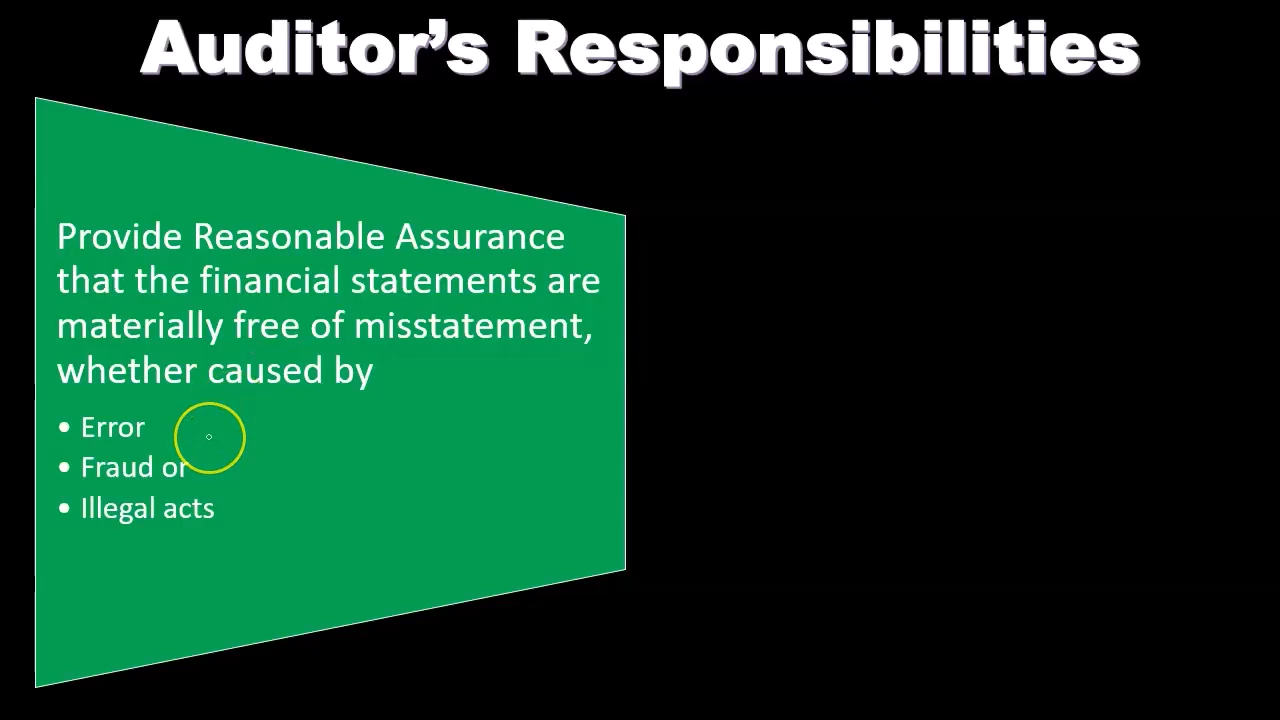 Auditor’s Responsibilities
Provide Reasonable Assurance
that the financial statements are
materially free of misstatement,
whether caused by
• Error
• Fraud or
• Illegal acts